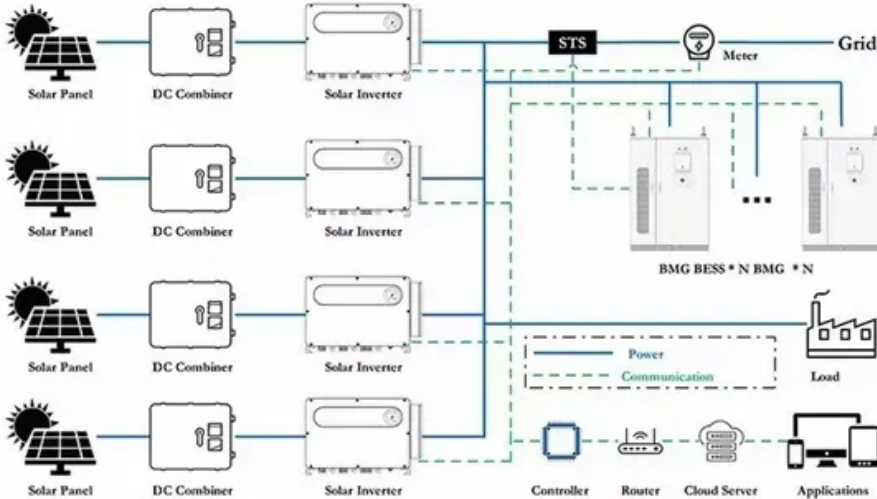 STS
Grid
Meter
Solar Panel
DC Combiner
Solar Inverter
Solar Panel
DC Combiner
Solar Inverter
BMG BESS * N BMG * N
Solar Panel
DC Combiner
Solar Inverter
Power
Communication
Load
Solar Panel
DC Combiner
Solar Inverter
Controller
Router
Cloud Server
Applications